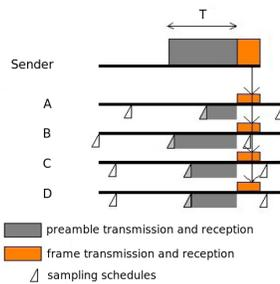 T
Sender
A
B
C
D
preamble transmission and reception
frame transmission and reception
sampling schedules